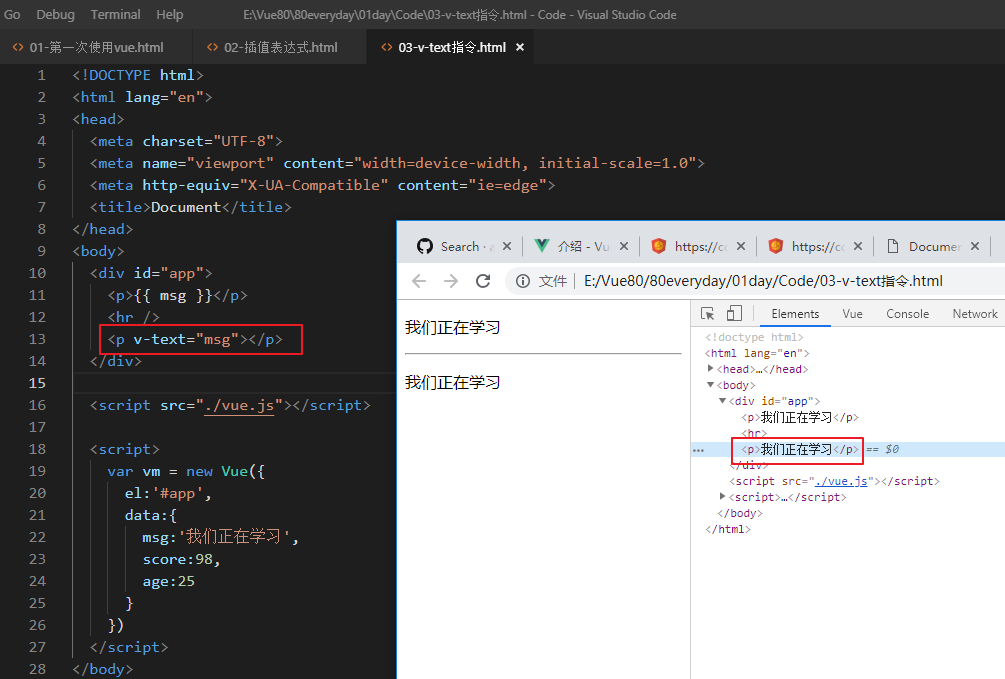 Go Debug Terminal Help E:\Vue80\80everyday\01day\Code\03-v-text指令.html - Code - Visual Studio Code
<> 01-第一次使用vue.html <> 02-插值表达式.html <> 03-v-text指令.html ×
1 <!DOCTYPE html>
2 <html lang="en">
3 <head>
4 <meta charset="UTF-8">
5 <meta name="viewport" content="width=device-width, initial-scale=1.0">
6 <meta http-equiv="X-UA-Compatible" content="ie=edge">
7 <title>Document</title>
8 </head>
9 <body>
10 <div id="app">
11 <p>{{ msg }}</p>
12 <hr />
13 <p v-text="msg"></p>
14 </div>
15
16 <script src="./vue.js"></script>
17
18 <script>
19 var vm = new Vue({
20 el:'#app',
21 data:{
22 msg:'我们正在学习',
23 score:98,
24 age:25
25 }
26 })
27 </script>
28 </body>
Search · × 介绍 - Vu × https://c × https://c × Documen ×
文件 E:/Vue80/80everyday/01day/Code/03-v-text指令.html
我们正在学习
我们正在学习
Elements Vue Console Network
<!doctype html>
<html lang="en">
<head>…</head>
<body>
<div id="app">
<p>我们正在学习</p>
<hr>
<p>我们正在学习</p> == $0
</div>
<script src="./vue.js"></script>
<script>…</script>
</body>
</html>